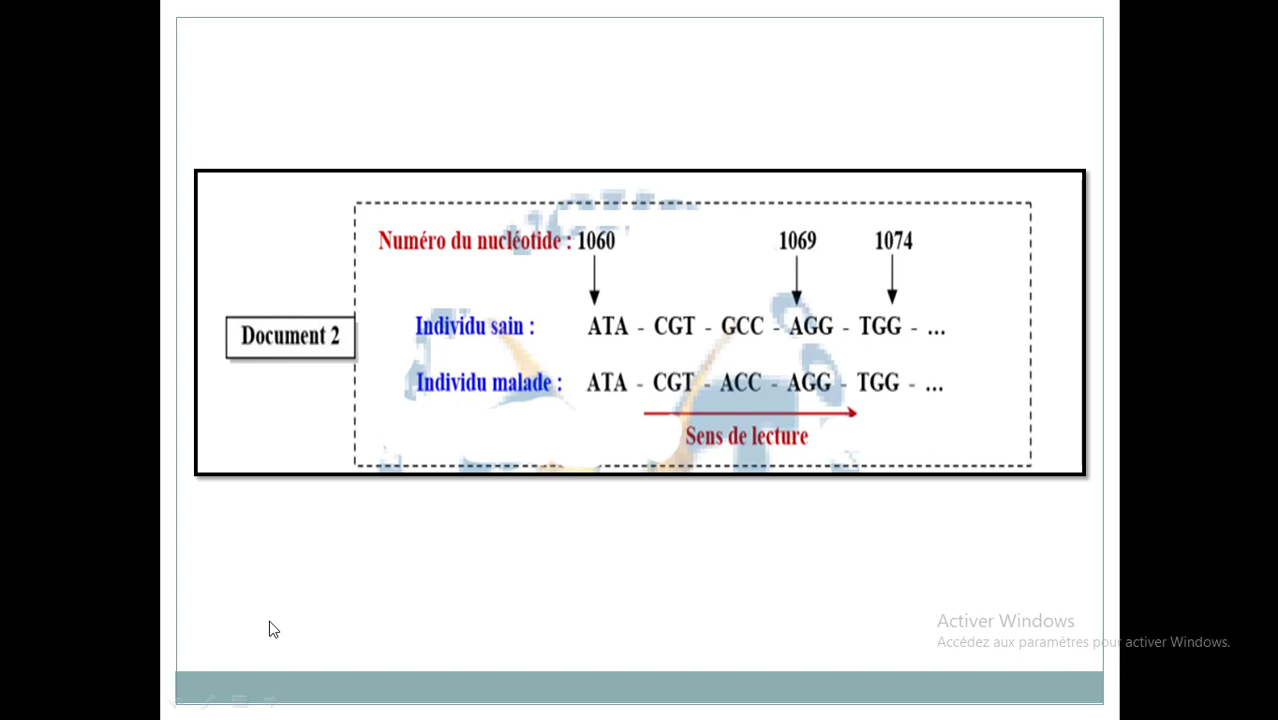 Numéro du nucléotide : 1060 1069 1074
Individu sain : ATA - CGT - GCC - AGG - TGG - ...
Document 2
Individu malade : ATA - CGT - ACC - AGG - TGG - ...
Sens de lecture
Activer Windows
Accédez aux paramètres pour activer Windows.